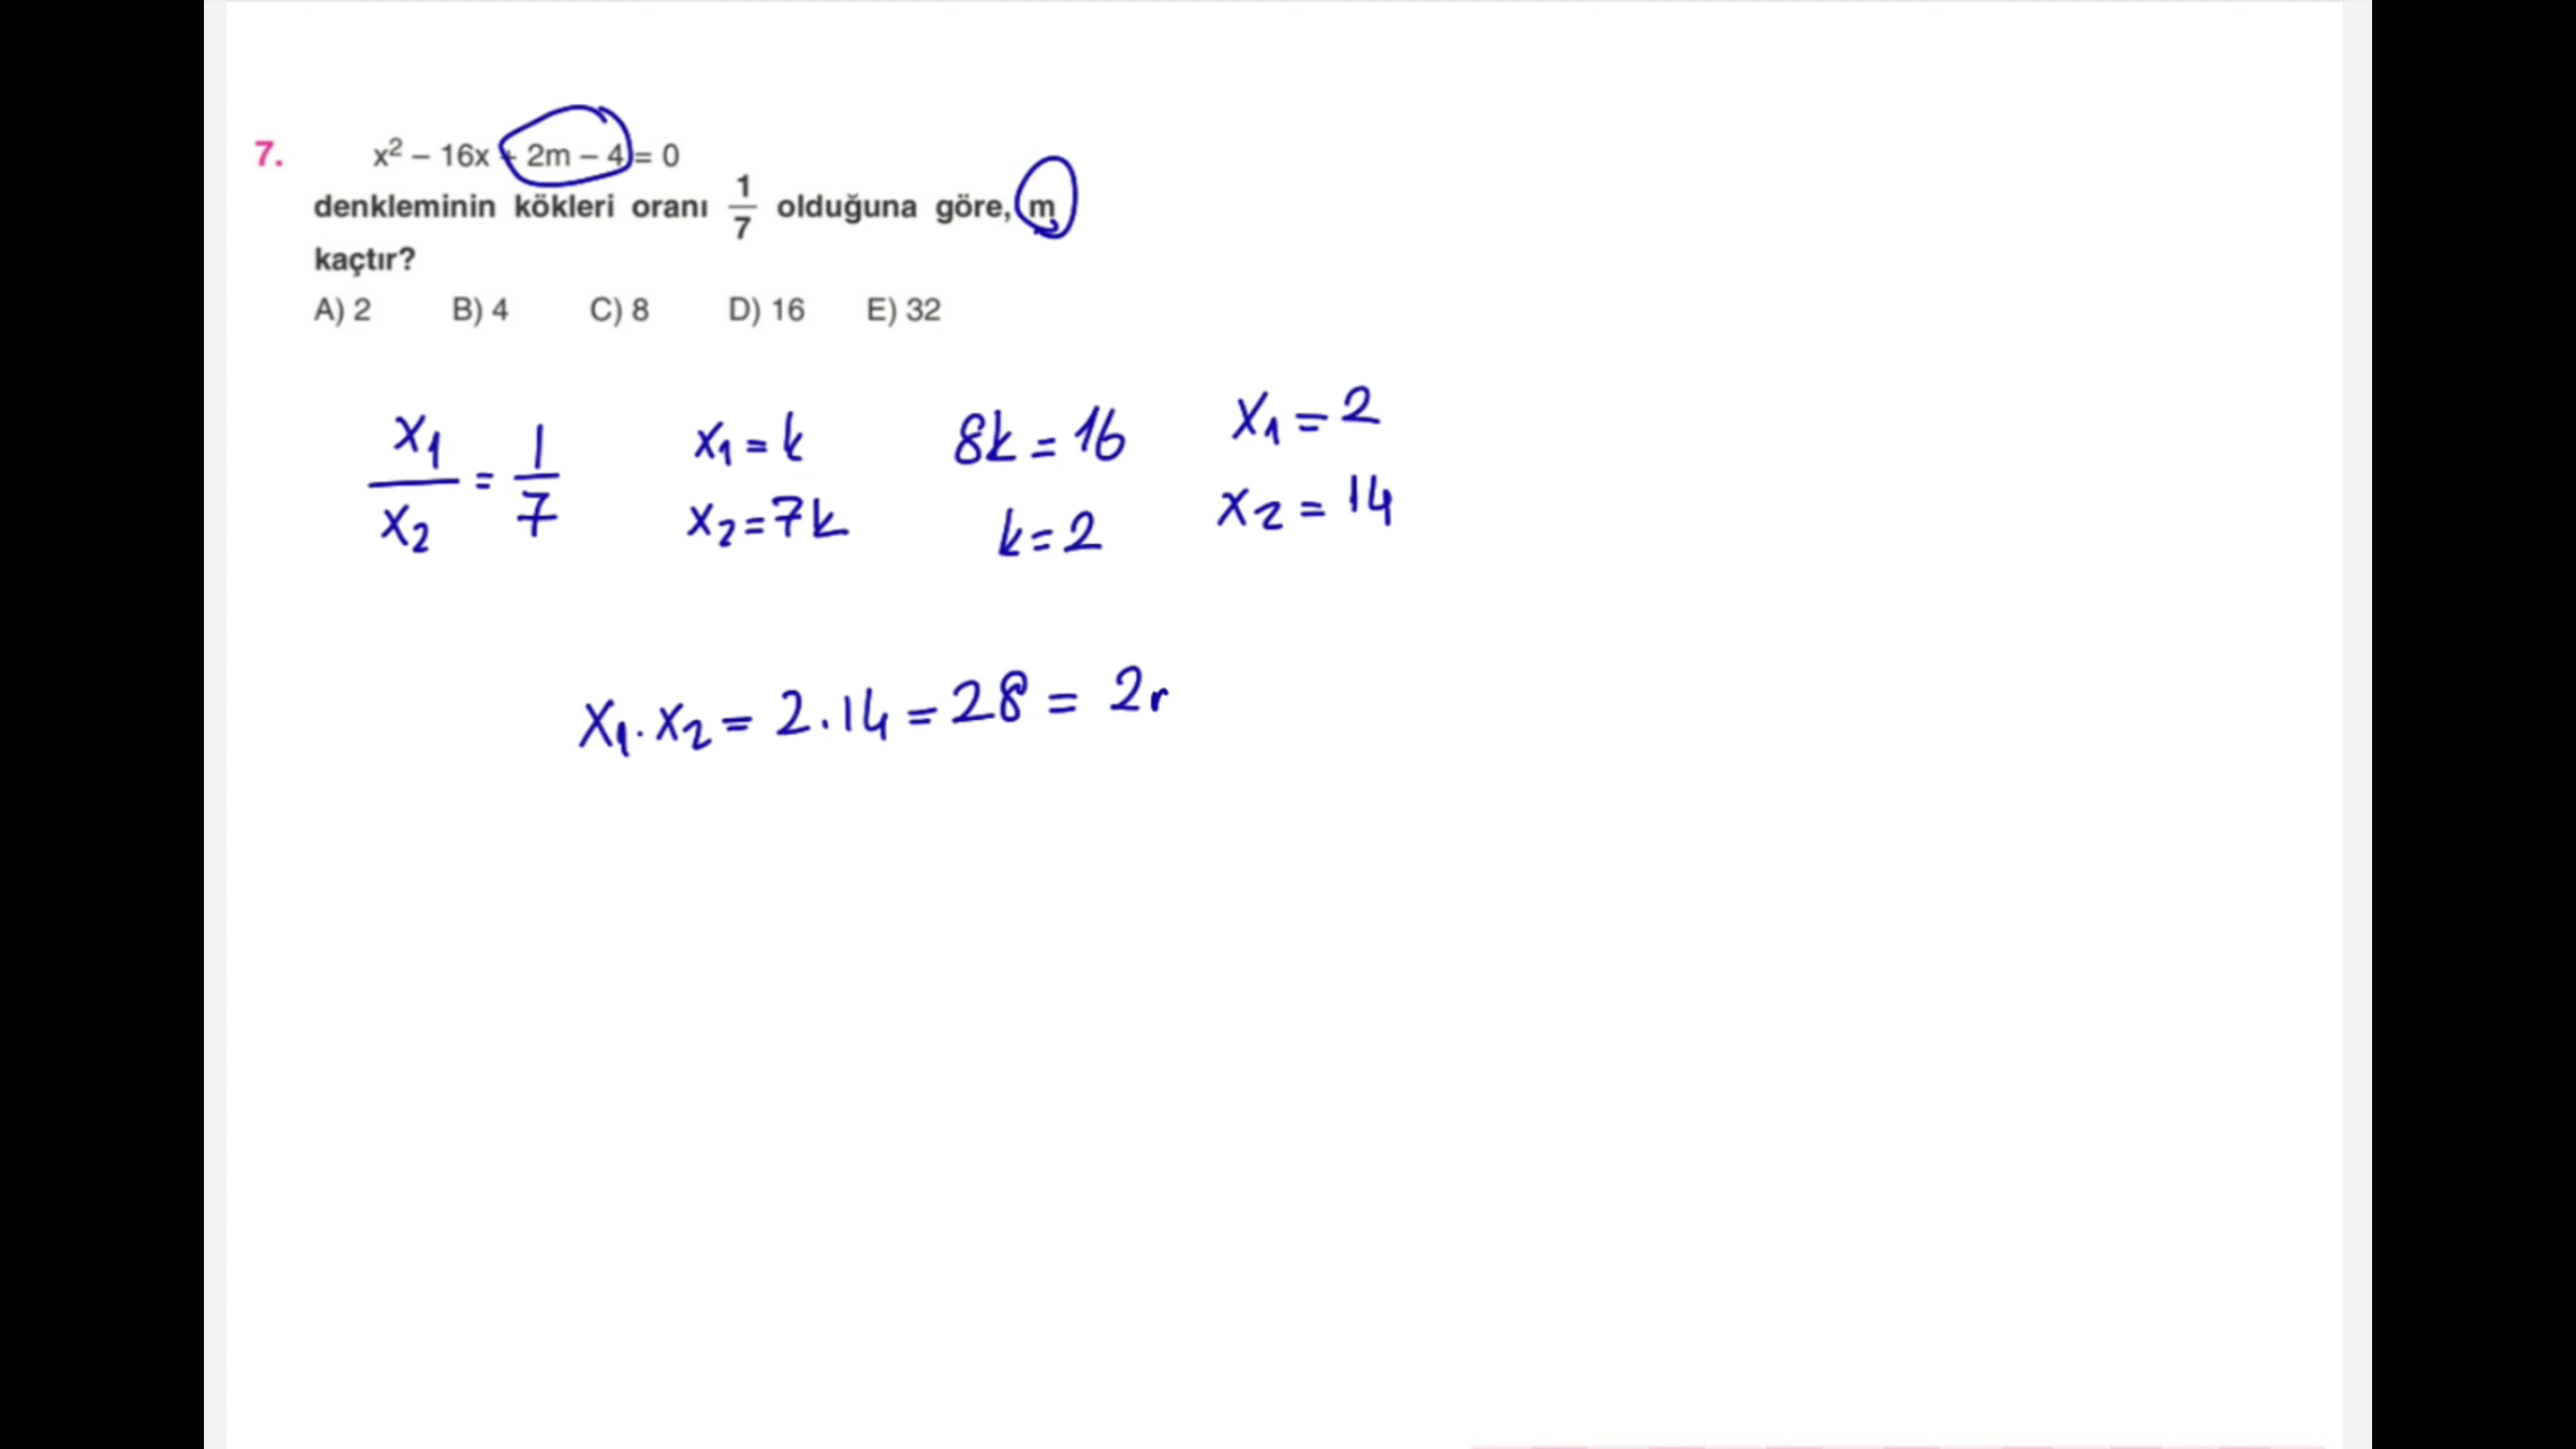 7. x² – 16x + 2m – 4 = 0
denkleminin kökleri oranı 1/7 olduğuna göre, m
kaçtır?
A) 2 B) 4 C) 8 D) 16 E) 32
x₁/x₂ = 1/7
x₁ = k
x₂ = 7k
8k = 16
k = 2
x₁ = 2
x₂ = 14
x₁ · x₂ = 2 · 14 = 28 = 2r